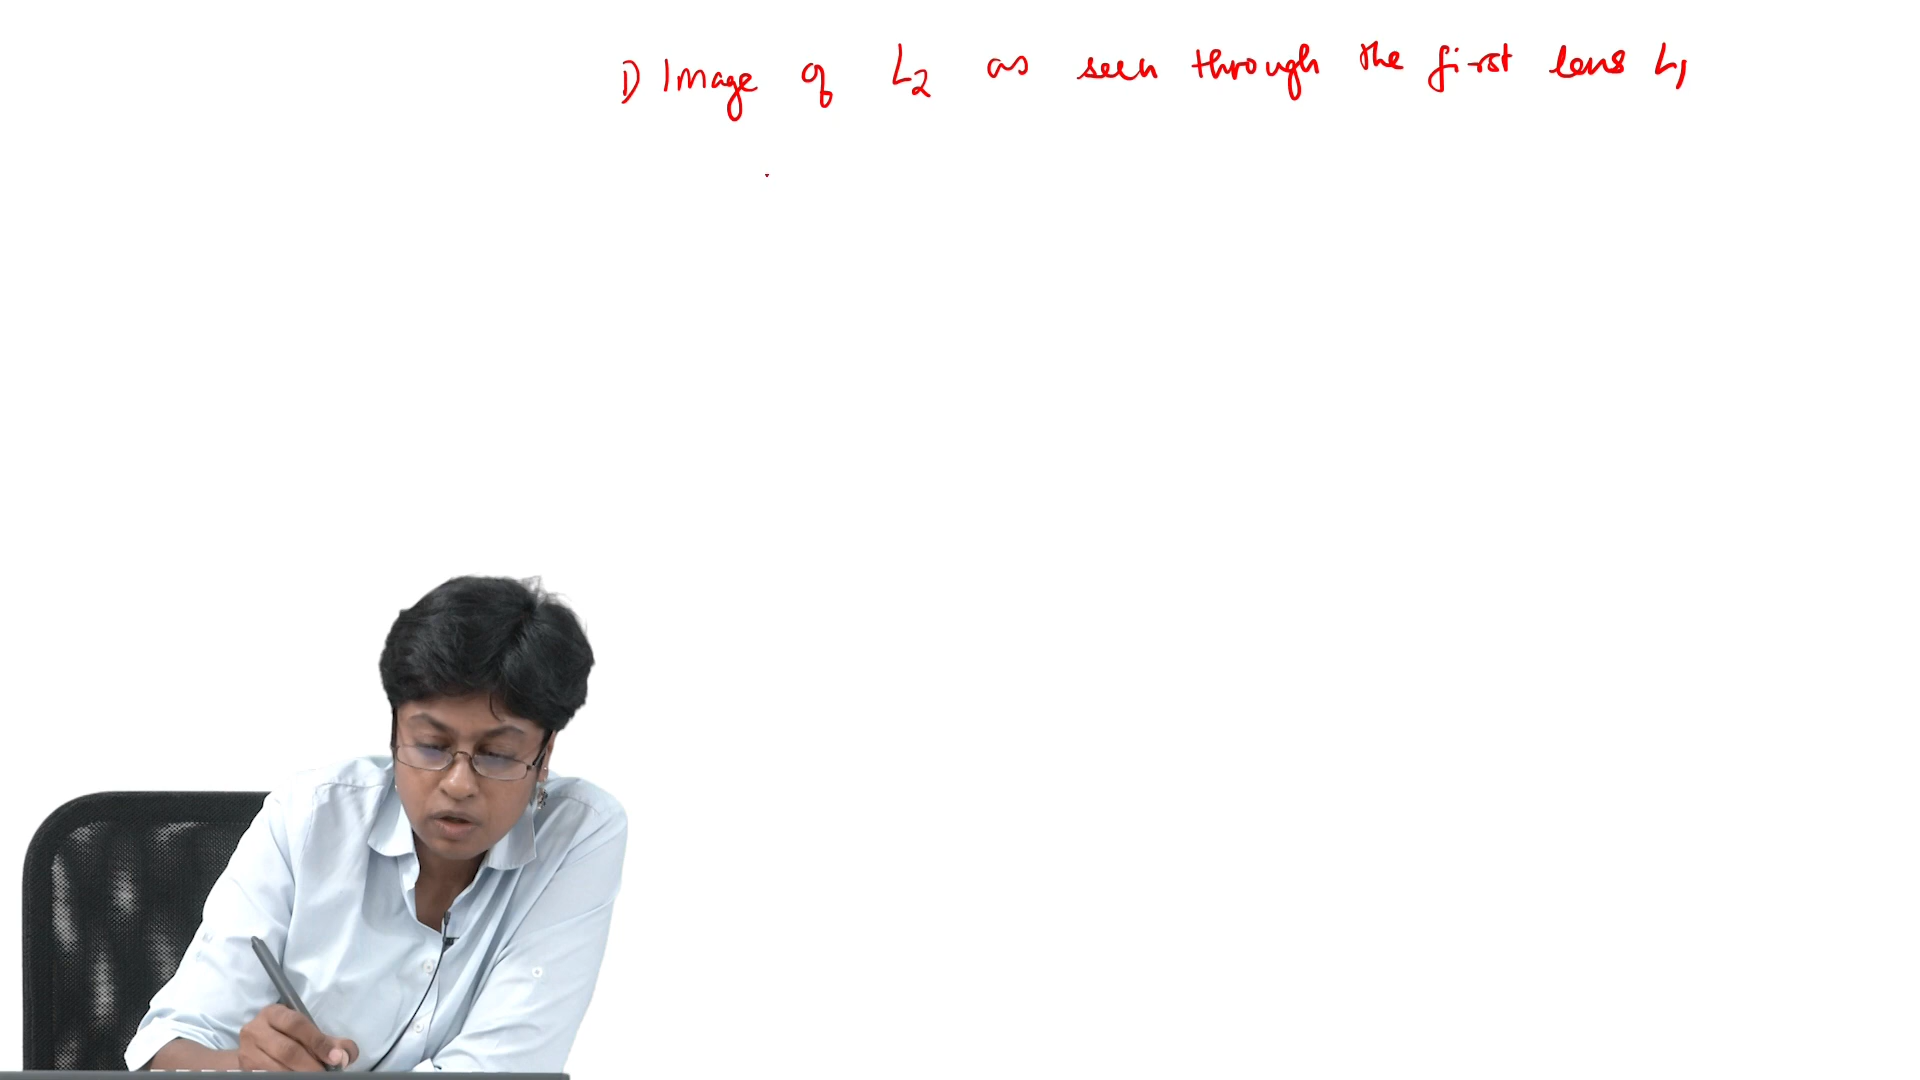 1) Image of L2 as seen through the first lens L1